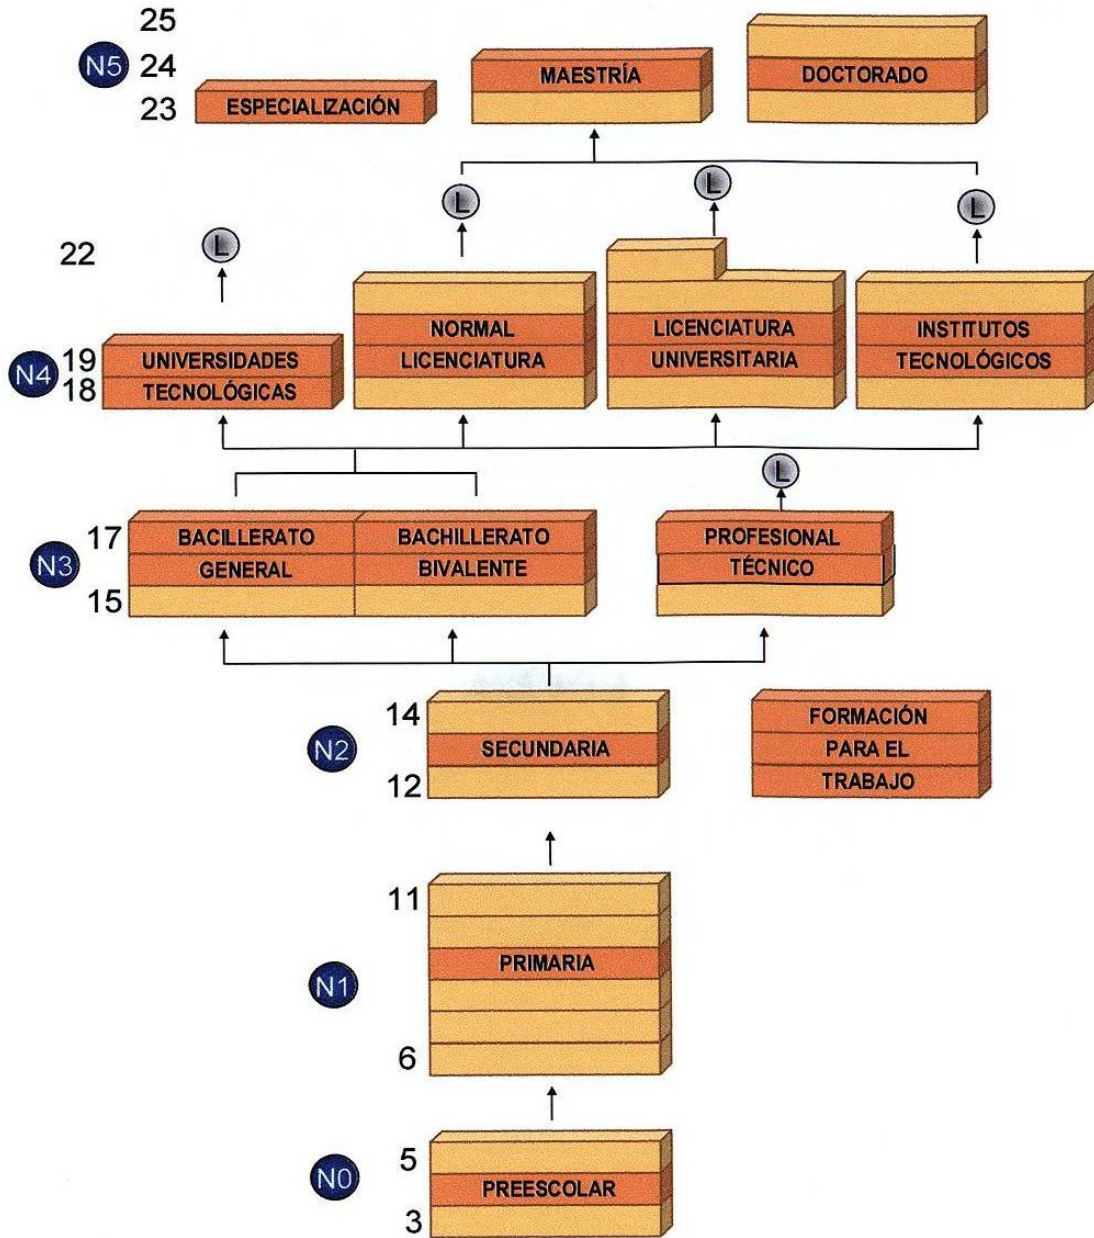 25
N5
24
MAESTRÍA
DOCTORADO
23
ESPECIALIZACIÓN
L
L
L
L
22
NORMAL
LICENCIATURA
LICENCIATURA
UNIVERSITARIA
INSTITUTOS
TECNOLÓGICOS
N4
19
18
UNIVERSIDADES
TECNOLÓGICAS
L
N3
17
15
BACILLERATO
GENERAL
BACHILLERATO
BIVALENTE
PROFESIONAL
TÉCNICO
N2
14
12
SECUNDARIA
FORMACIÓN
PARA EL
TRABAJO
11
N1
6
PRIMARIA
5
N0
3
PREESCOLAR